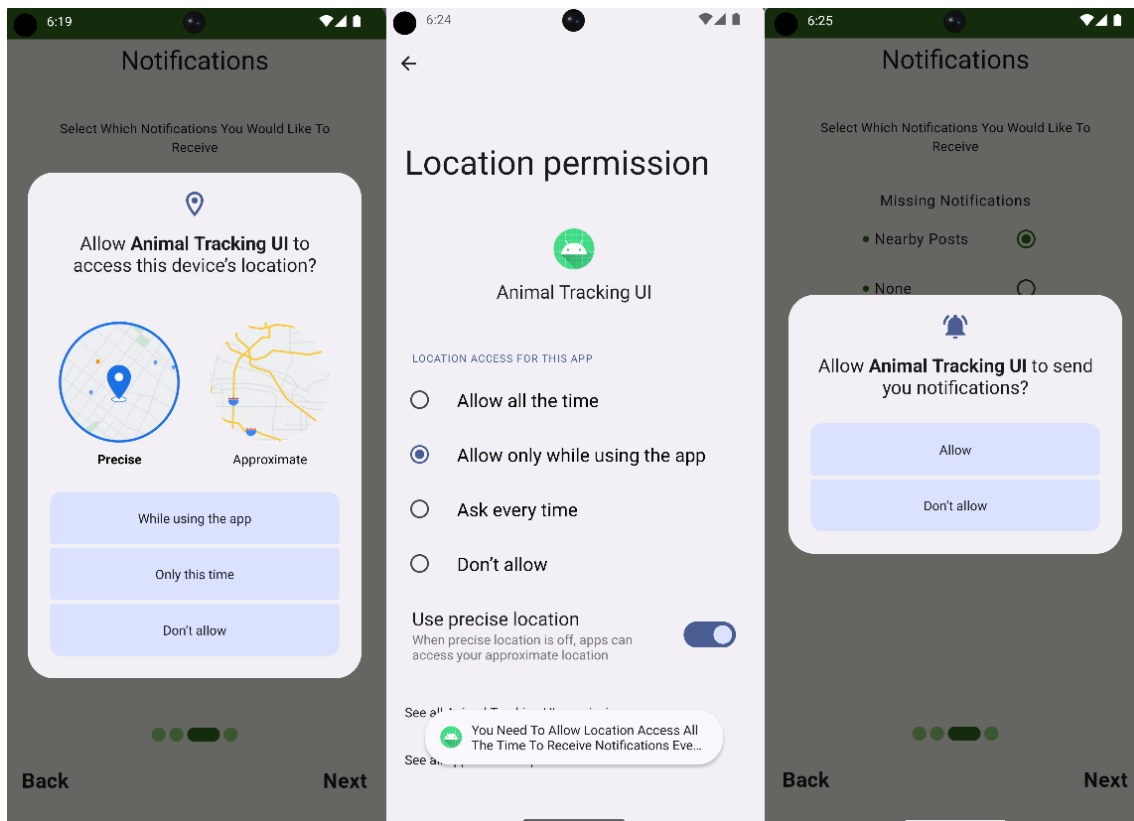 6:19
Notifications
Select Which Notifications You Would Like To
Receive
Allow Animal Tracking UI to
access this device's location?
Precise
Approximate
While using the app
Only this time
Don't allow
Back
Next
6:24
Location permission
Animal Tracking UI
LOCATION ACCESS FOR THIS APP
Allow all the time
Allow only while using the app
Ask every time
Don't allow
Use precise location
When precise location is off, apps can
access your approximate location
See all
You Need To Allow Location Access All
The Time To Receive Notifications Eve...
See all
6:25
Notifications
Select Which Notifications You Would Like To
Receive
Missing Notifications
• Nearby Posts
• None
Allow Animal Tracking UI to send
you notifications?
Allow
Don't allow
Back
Next